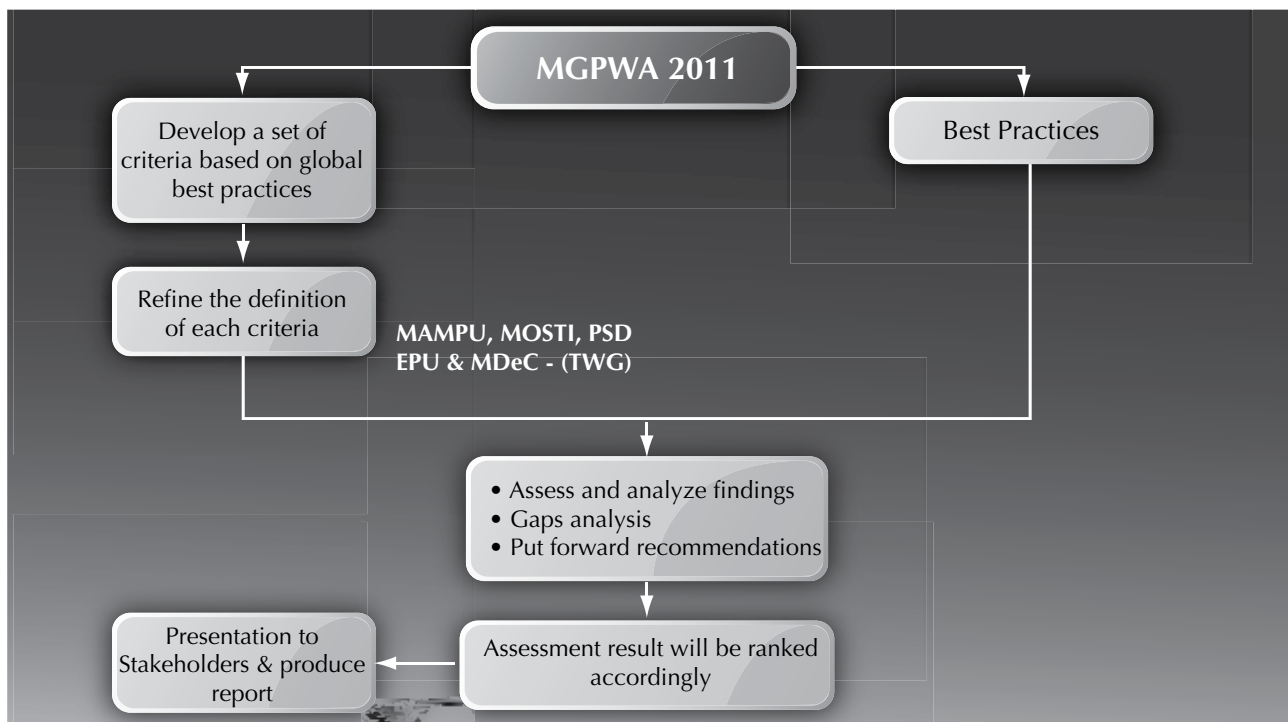 MGPWA 2011
Develop a set of
criteria based on global
best practices
Best Practices
Refine the definition
of each criteria
MAMPU, MOSTI, PSD
EPU & MDeC - (TWG)
• Assess and analyze findings
• Gaps analysis
• Put forward recommendations
Assessment result will be ranked
accordingly
Presentation to
Stakeholders & produce
report